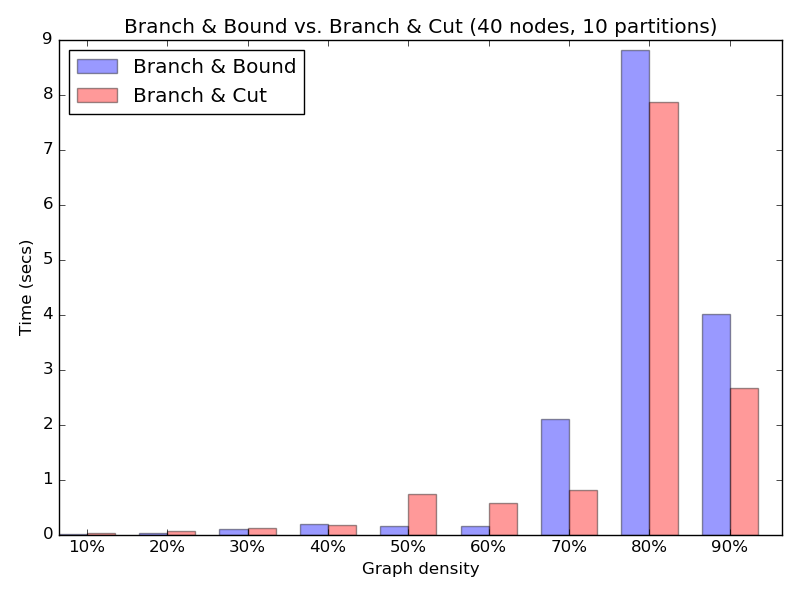 Branch & Bound vs. Branch & Cut (40 nodes, 10 partitions)
Branch & Bound
Branch & Cut
Time (secs)
9
8
7
6
5
4
3
2
1
0
10% 20% 30% 40% 50% 60% 70% 80% 90%
Graph density